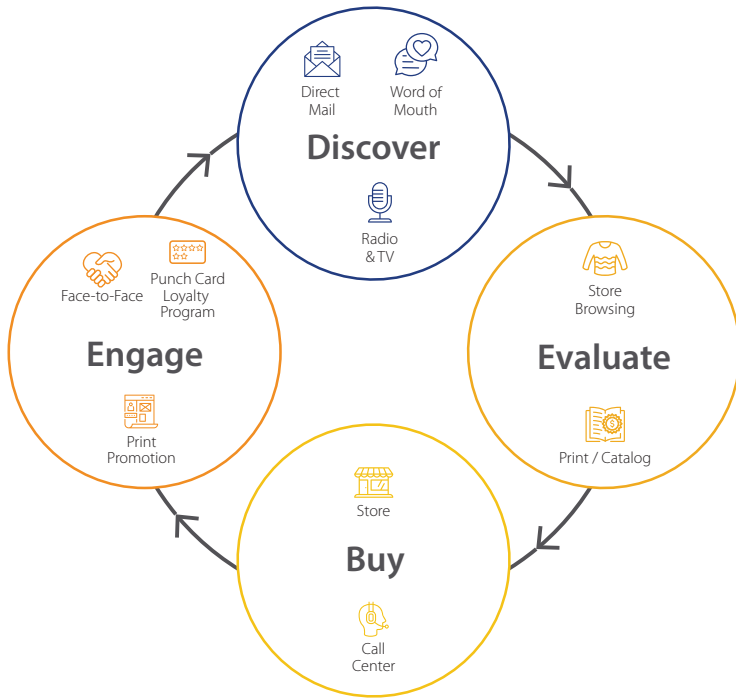 Direct
Mail
Word of
Mouth
Discover
Radio
& TV
Face-to-Face
Punch Card
Loyalty
Program
Engage
Print
Promotion
Store
Browsing
Evaluate
Print / Catalog
Store
Buy
Call
Center